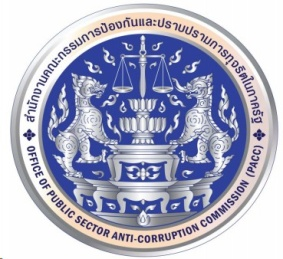 สำนักงานคณะกรรมการป้องกันและปราบปรามการทุจริตในภาครัฐ
OFFICE OF PUBLIC SECTOR ANTI-CORRUPTION COMMISSION (PACC)